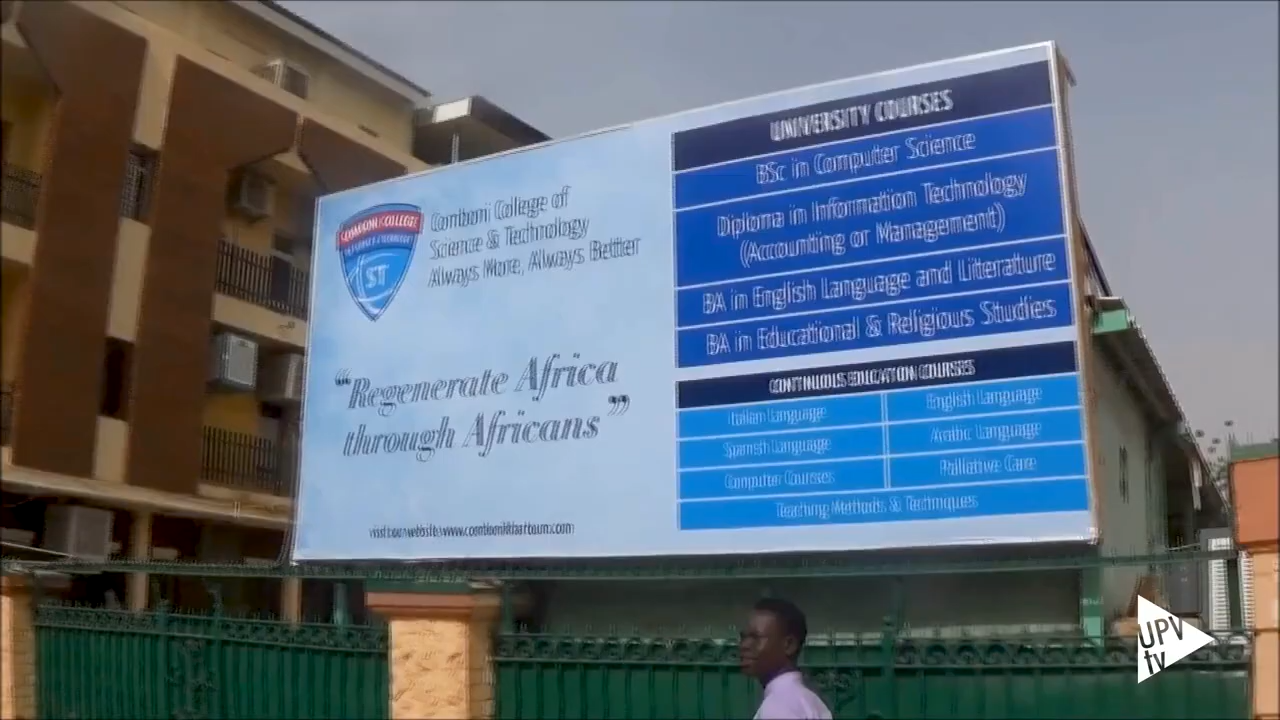 COMBONI COLLEGE
ST
Comboni College of
Science & Technology
Always More, Always Better
“Regenerate Africa
through Africans”
visit our website www.combonikhartoum.com
UNIVERSITY COURSES
BSc in Computer Science
Diploma in Information Technology
(Accounting or Management)
BA in English Language and Litterature
BA in Educational & Religious Studies
CONTINUOUS EDUCATION COURSES
Italian Language
English Language
Spanish Language
Arabic Language
Computer Courses
Palliative Care
Teaching Methods & Techniques
UPV
tv